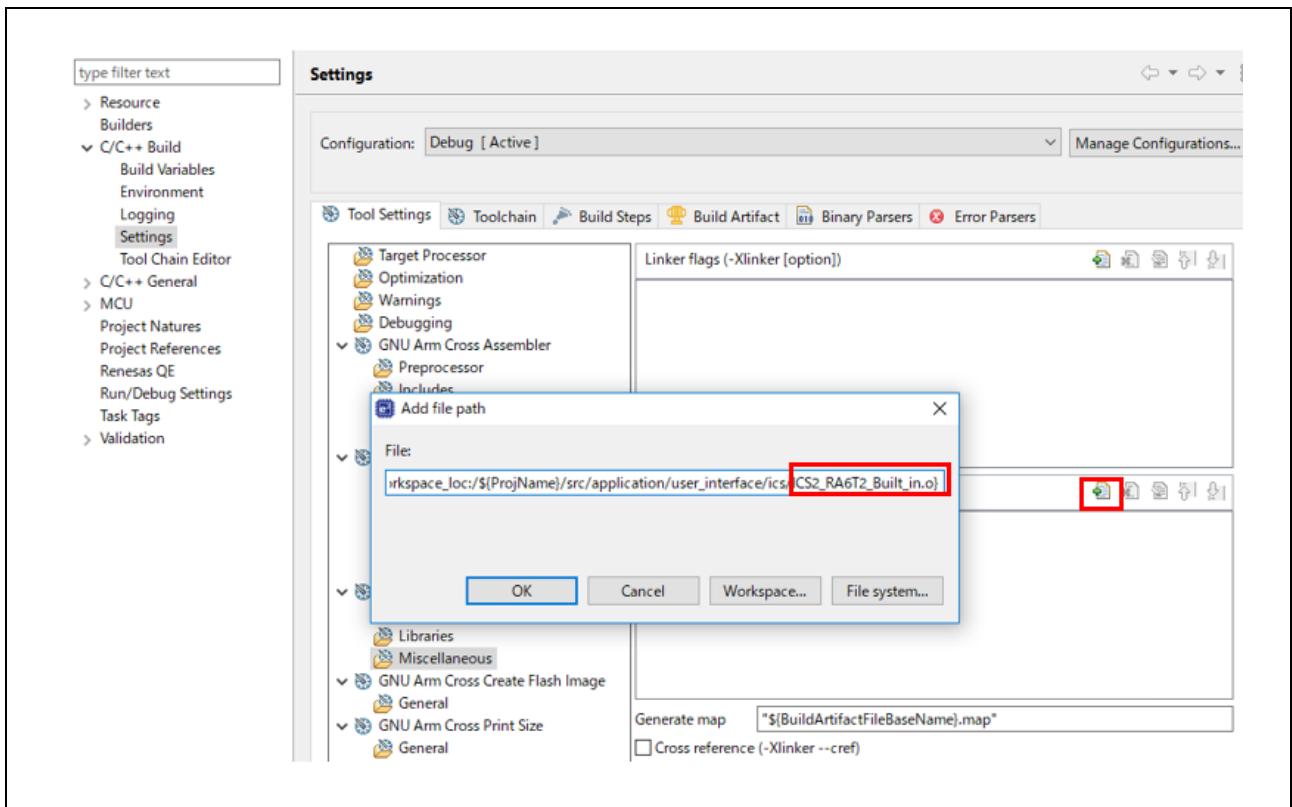 type filter text
Resource
Builders
C/C++ Build
Build Variables
Environment
Logging
Settings
Tool Chain Editor
C/C++ General
MCU
Project Natures
Project References
Renesas QE
Run/Debug Settings
Task Tags
Validation
Settings
Configuration: Debug [ Active ] Manage Configurations...
Tool Settings Toolchain Build Steps Build Artifact Binary Parsers Error Parsers
Target Processor
Optimization
Warnings
Debugging
GNU Arm Cross Assembler
Preprocessor
Includes
Linker flags (-Xlinker [option])
Add file path
File:
rkspace_loc:/${ProjName}/src/application/user_interface/ics/ICS2_RA6T2_Built_in.o}
OK Cancel Workspace... File system...
Libraries
Miscellaneous
GNU Arm Cross Create Flash Image
General
GNU Arm Cross Print Size
General
Generate map "${BuildArtifactFileBaseName}.map"
Cross reference (-Xlinker --cref)